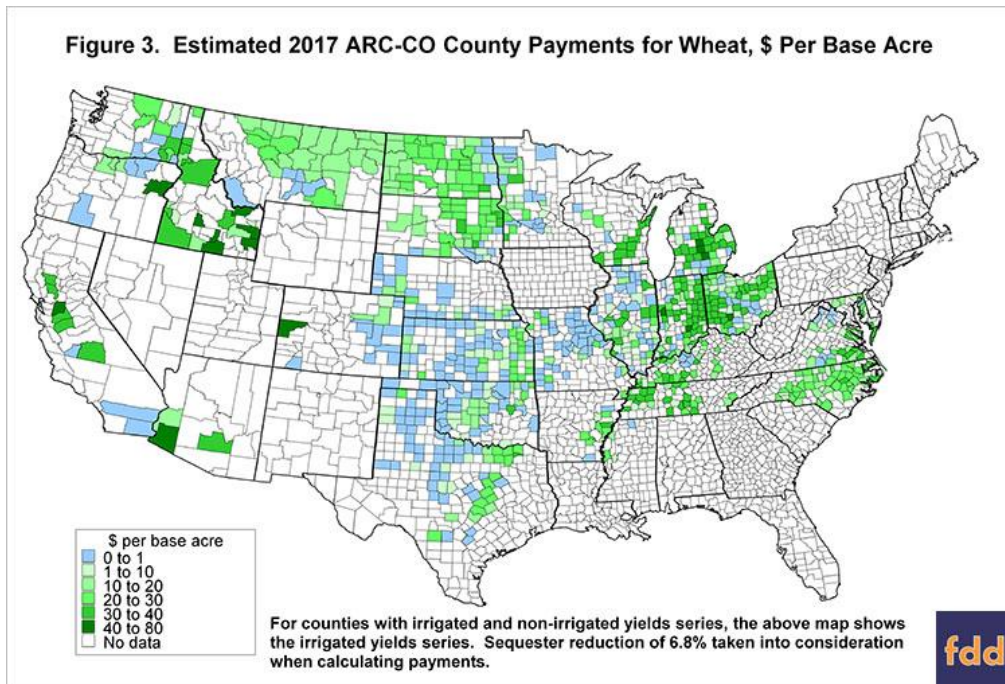 Figure 3.  Estimated 2017 ARC-CO County Payments for Wheat, $ Per Base Acre
$ per base acre
0 to 1
1 to 10
10 to 20
20 to 30
30 to 40
40 to 80
No data
For counties with irrigated and non-irrigated yields series, the above map shows
the irrigated yields series.  Sequester reduction of 6.8% taken into consideration
when calculating payments.
fdd